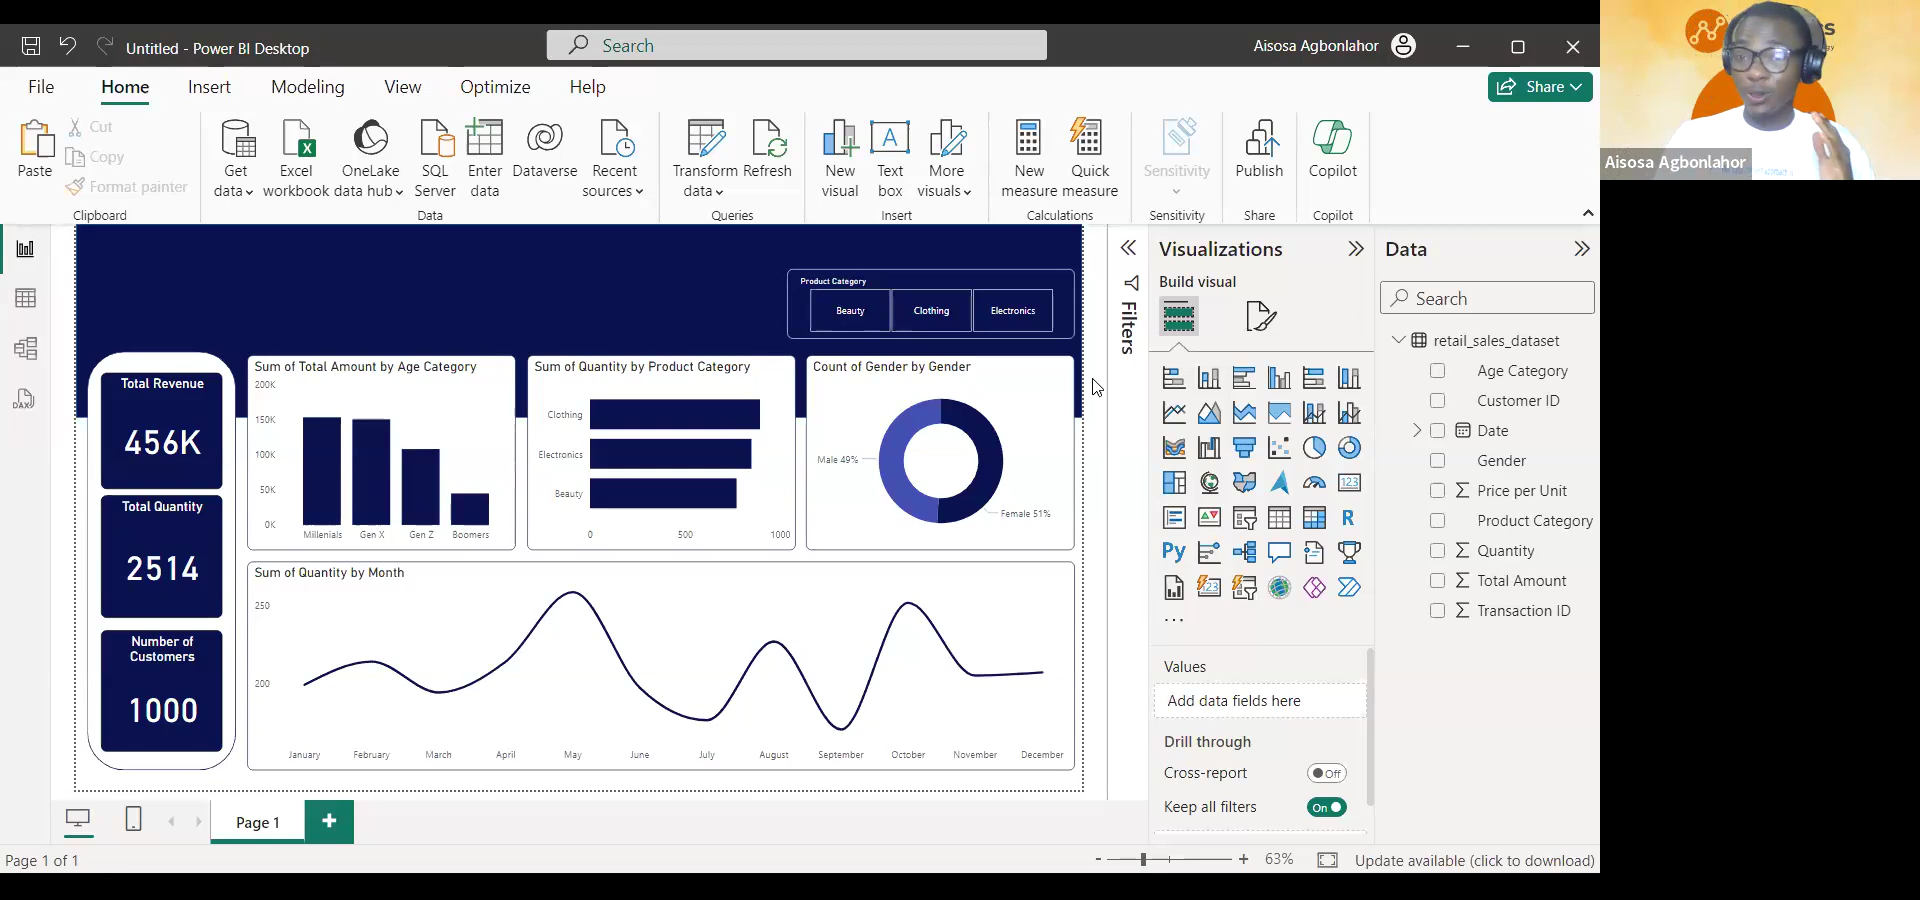 Untitled - Power BI Desktop
Search
Aisosa Agbonlahor
File
Home
Insert
Modeling
View
Optimize
Help
Share
Paste
Cut
Copy
Format painter
Clipboard
Get data
Excel workbook
OneLake data hub
SQL Server
Enter data
Dataverse
Recent sources
Data
Transform data
Refresh
Queries
New visual
Text box
More visuals
Insert
New measure
Quick measure
Calculations
Sensitivity
Sensitivity
Publish
Share
Copilot
Copilot
Aisosa Agbonlahor
Product Category
Beauty
Clothing
Electronics
Total Revenue
456K
Total Quantity
2514
Number of
Customers
1000
Sum of Total Amount by Age Category
200K
150K
100K
50K
0K
Millenials
Gen X
Gen Z
Boomers
Sum of Quantity by Product Category
Clothing
Electronics
Beauty
0
500
1000
Count of Gender by Gender
Male 49%
Female 51%
Sum of Quantity by Month
250
200
January
February
March
April
May
June
July
August
September
October
November
December
Filters
Visualizations
Build visual
123
R
Py
123
...
Values
Add data fields here
Drill through
Cross-report
Off
Keep all filters
On
Data
Search
retail_sales_dataset
Age Category
Customer ID
Date
Gender
Price per Unit
Product Category
Quantity
Total Amount
Transaction ID
DAX
Page 1
+
Page 1 of 1
- + 63%
Update available (click to download)